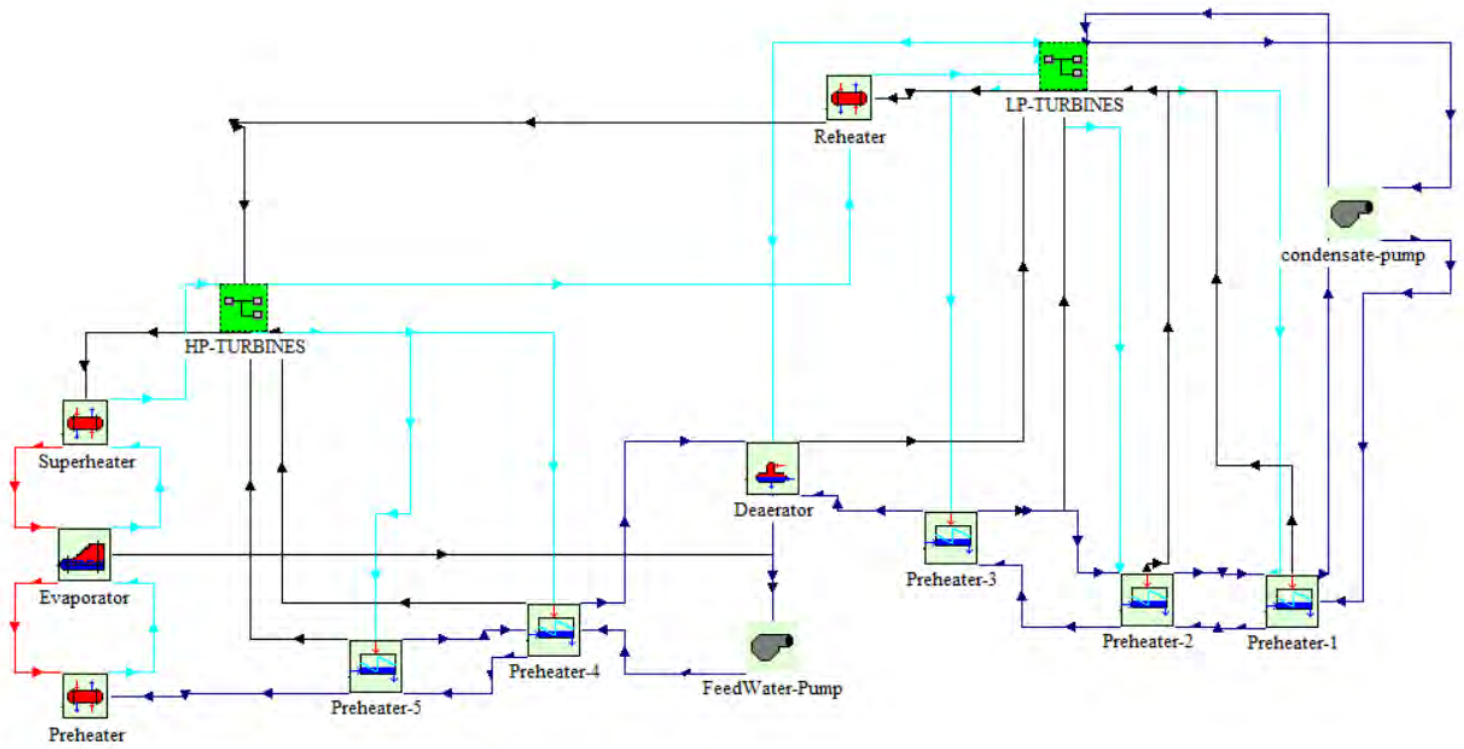 LP-TURBINES
Reheater
condensate-pump
HP-TURBINES
Superheater
Deaerator
Preheater-3
Evaporator
Preheater-2
Preheater-1
Preheater-4
FeedWater-Pump
Preheater-5
Preheater